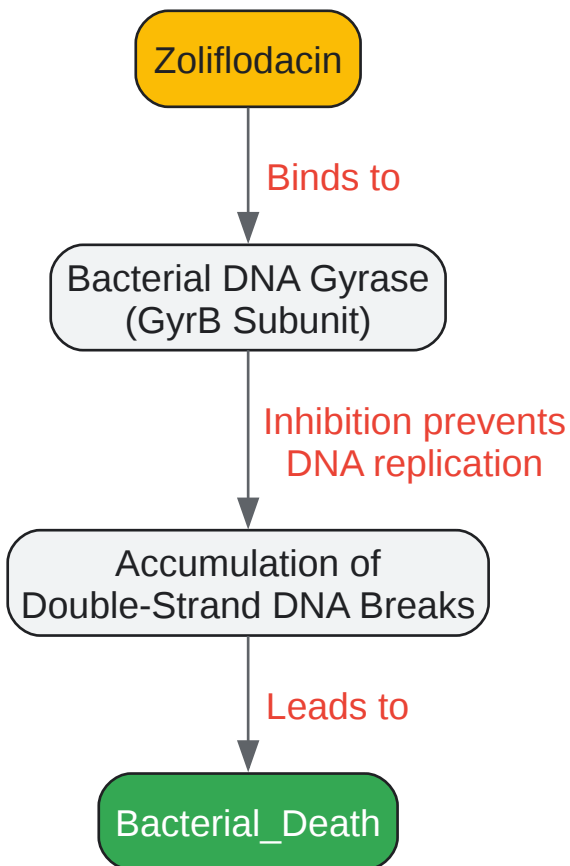 Zoliflodacin
Binds to
Bacterial DNA Gyrase
(GyrB Subunit)
Inhibition prevents
DNA replication
Accumulation of
Double-Strand DNA Breaks
Leads to
Bacterial_Death